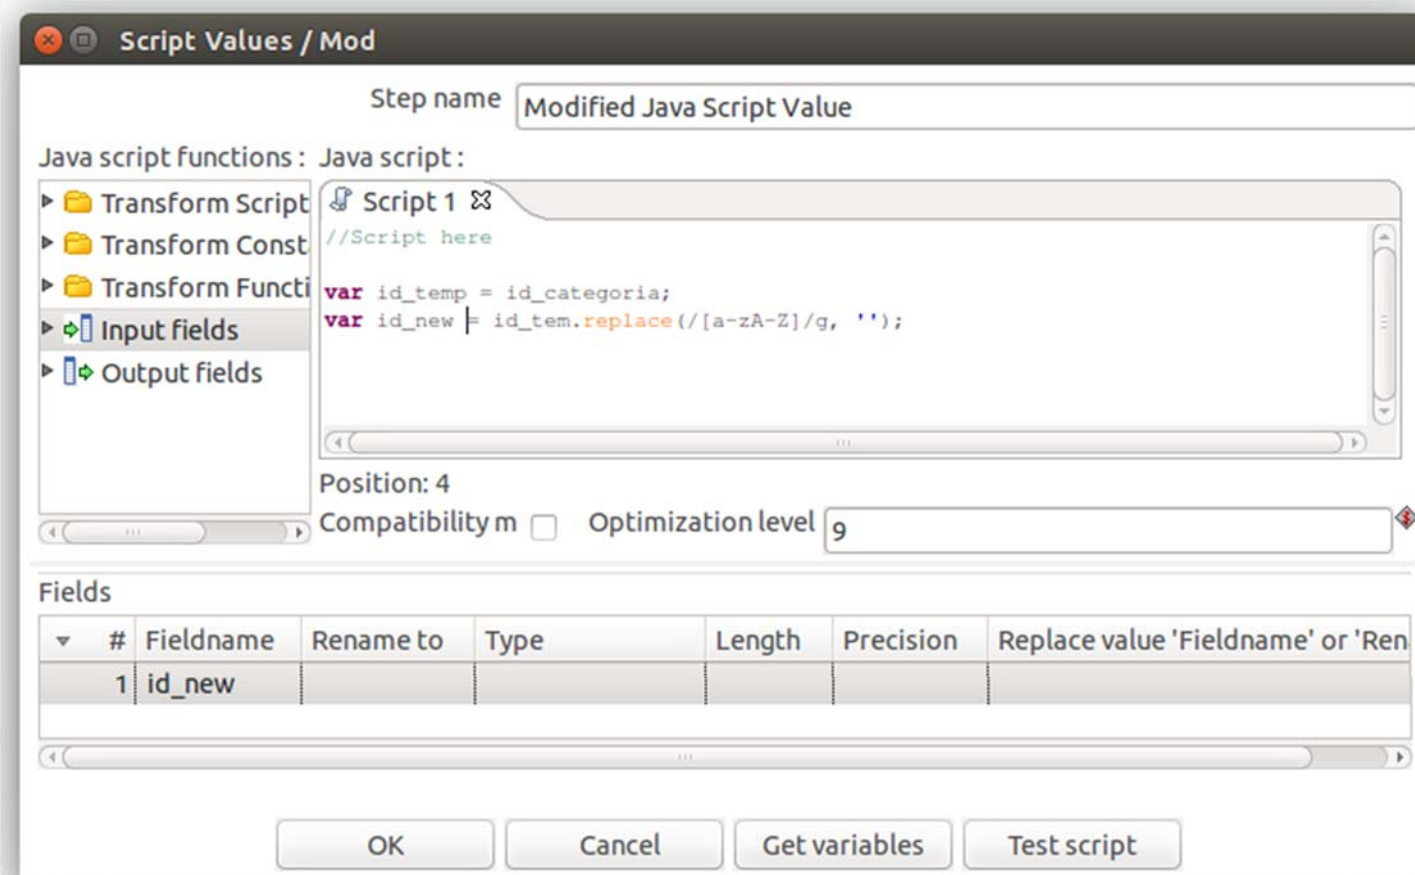 Script Values / Mod
Step name Modified Java Script Value
Java script functions : Java script :
Transform Script
Transform Const
Transform Functi
Input fields
Output fields
Script 1
//Script here
var id_temp = id_categoria;
var id_new = id_tem.replace(/[a-zA-Z]/g, '');
Position: 4
Compatibility m Optimization level 9
Fields
# Fieldname Rename to Type Length Precision Replace value 'Fieldname' or 'Ren
1 id_new
OK Cancel Get variables Test script